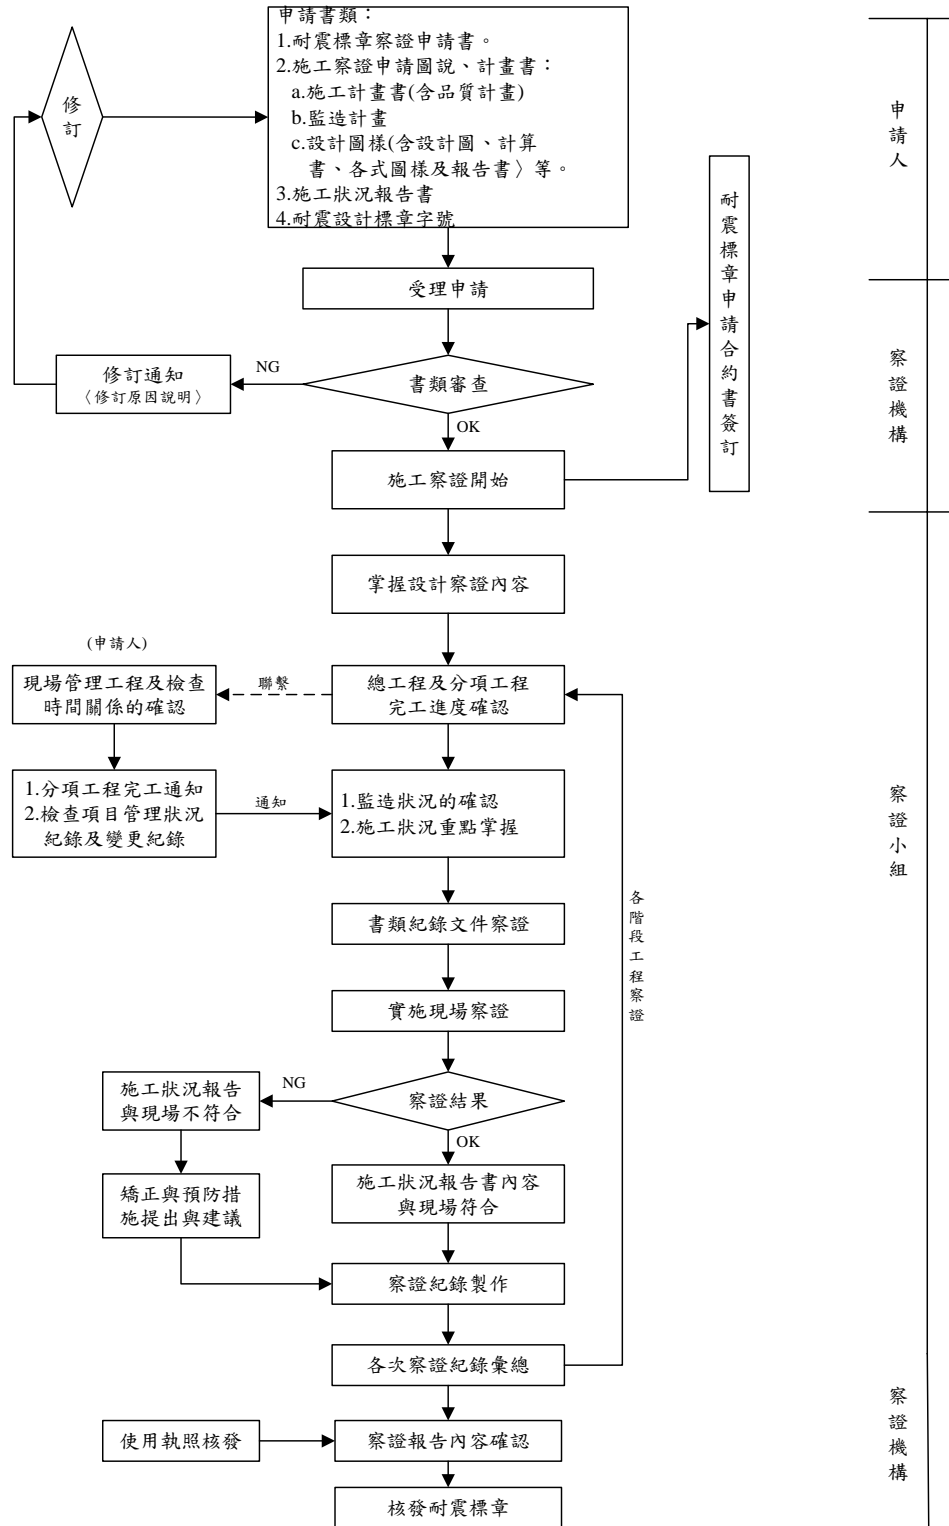 申請書類：
1.耐震標章察證申請書。
2.施工察證申請圖說、計畫書：
a.施工計畫書(含品質計畫)
b.監造計畫
c.設計圖樣(含設計圖、計算
書、各式圖樣及報告書〉等。
3.施工狀況報告書
4.耐震設計標章字號
修
訂
申請人
耐震標章申請合約書簽訂
受理申請
修訂通知
〈修訂原因說明〉
NG
書類審查
OK
察證機構
施工察證開始
掌握設計察證內容
(申請人)
現場管理工程及檢查
時間關係的確認
聯繫
總工程及分項工程
完工進度確認
1.分項工程完工通知
2.檢查項目管理狀況
紀錄及變更紀錄
通知
1.監造狀況的確認
2.施工狀況重點掌握
察證小組
書類紀錄文件察證
各階段工程察證
實施現場察證
施工狀況報告
與現場不符合
NG
察證結果
OK
矯正與預防措
施提出與建議
施工狀況報告書內容
與現場符合
察證紀錄製作
各次察證紀錄彙總
使用執照核發
察證報告內容確認
察證機構
核發耐震標章